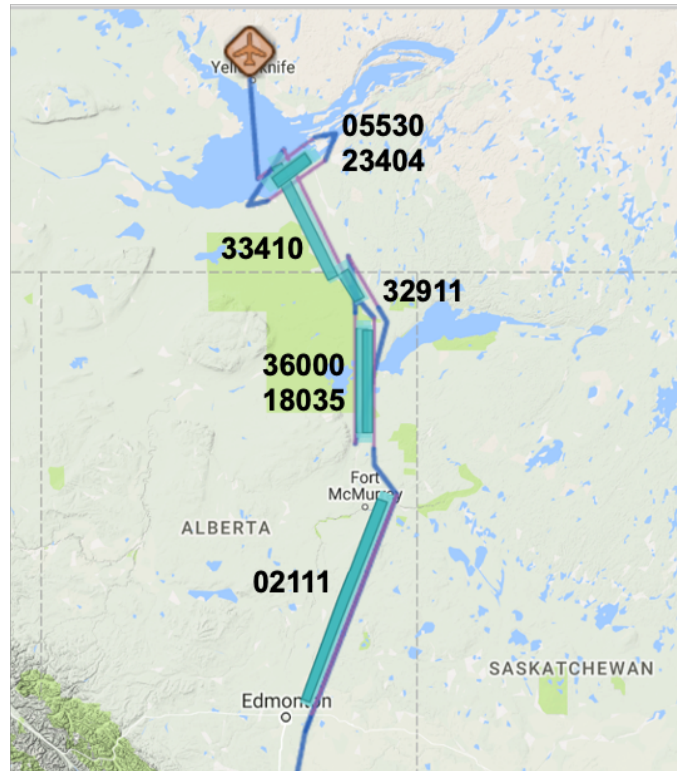 Yellowknife
05530
23404
33410
32911
36000
18035
Fort
McMurray
ALBERTA
02111
SASKATCHEWAN
Edmonton